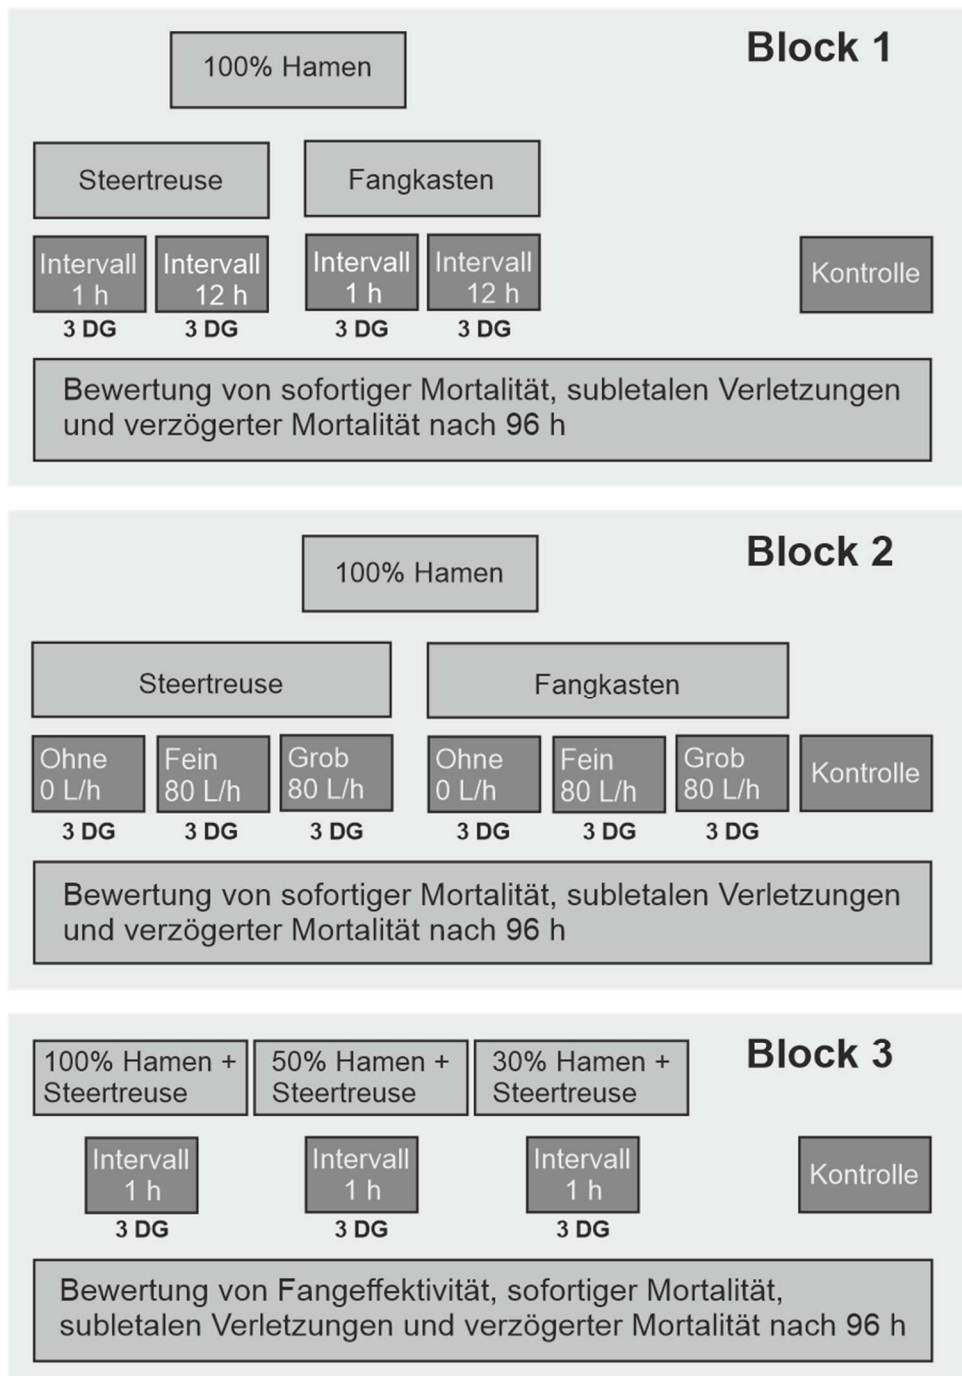 Block 1
100% Hamen
Steertreuse
Fangkasten
Intervall
1 h
Intervall
12 h
Intervall
1 h
Intervall
12 h
Kontrolle
3 DG
3 DG
3 DG
3 DG
Bewertung von sofortiger Mortalität, subletalen Verletzungen
und verzögerter Mortalität nach 96 h
Block 2
100% Hamen
Steertreuse
Fangkasten
Ohne
0 L/h
Fein
80 L/h
Grob
80 L/h
Ohne
0 L/h
Fein
80 L/h
Grob
80 L/h
Kontrolle
3 DG
3 DG
3 DG
3 DG
3 DG
3 DG
Bewertung von sofortiger Mortalität, subletalen Verletzungen
und verzögerter Mortalität nach 96 h
Block 3
100% Hamen +
Steertreuse
50% Hamen +
Steertreuse
30% Hamen +
Steertreuse
Intervall
1 h
Intervall
1 h
Intervall
1 h
Kontrolle
3 DG
3 DG
3 DG
Bewertung von Fangeffektivität, sofortiger Mortalität,
subletalen Verletzungen und verzögerter Mortalität nach 96 h